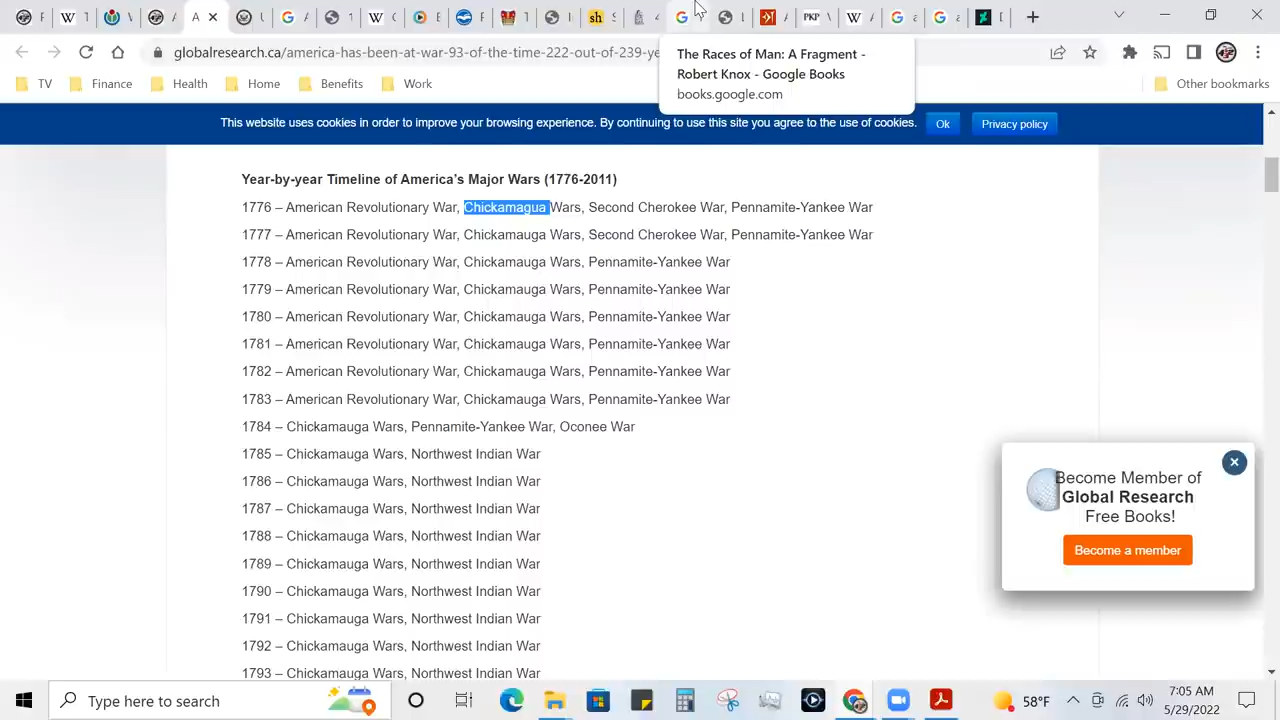 F
W T
V
A
A
U
A
T
W C
E
E
T
I
sh S
4
L
A
PKP V
W A
a
a
D
globalresearch.ca/america-has-been-at-war-93-of-the-time-222-out-of-239-ye
The Races of Man: A Fragment -
Robert Knox - Google Books
books.google.com
TV
Finance
Health
Home
Benefits
Work
Other bookmarks
This website uses cookies in order to improve your browsing experience. By continuing to use this site you agree to the use of cookies.
Ok
Privacy policy
Year-by-year Timeline of America’s Major Wars (1776-2011)
1776 – American Revolutionary War, Chickamagua Wars, Second Cherokee War, Pennamite-Yankee War
1777 – American Revolutionary War, Chickamauga Wars, Second Cherokee War, Pennamite-Yankee War
1778 – American Revolutionary War, Chickamauga Wars, Pennamite-Yankee War
1779 – American Revolutionary War, Chickamauga Wars, Pennamite-Yankee War
1780 – American Revolutionary War, Chickamauga Wars, Pennamite-Yankee War
1781 – American Revolutionary War, Chickamauga Wars, Pennamite-Yankee War
1782 – American Revolutionary War, Chickamauga Wars, Pennamite-Yankee War
1783 – American Revolutionary War, Chickamauga Wars, Pennamite-Yankee War
1784 – Chickamauga Wars, Pennamite-Yankee War, Oconee War
1785 – Chickamauga Wars, Northwest Indian War
1786 – Chickamauga Wars, Northwest Indian War
1787 – Chickamauga Wars, Northwest Indian War
1788 – Chickamauga Wars, Northwest Indian War
1789 – Chickamauga Wars, Northwest Indian War
1790 – Chickamauga Wars, Northwest Indian War
1791 – Chickamauga Wars, Northwest Indian War
1792 – Chickamauga Wars, Northwest Indian War
1793 – Chickamauga Wars, Northwest Indian War
Become Member of
Global Research
Free Books!
Become a member
Type here to search
58°F
7:05 AM
5/29/2022